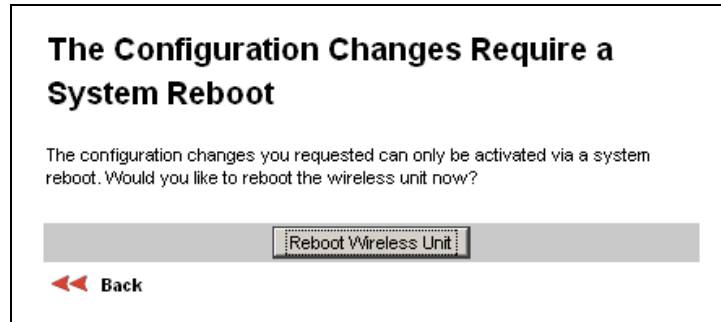 The Configuration Changes Require a
System Reboot
The configuration changes you requested can only be activated via a system
reboot. Would you like to reboot the wireless unit now?
Reboot Wireless Unit
Back